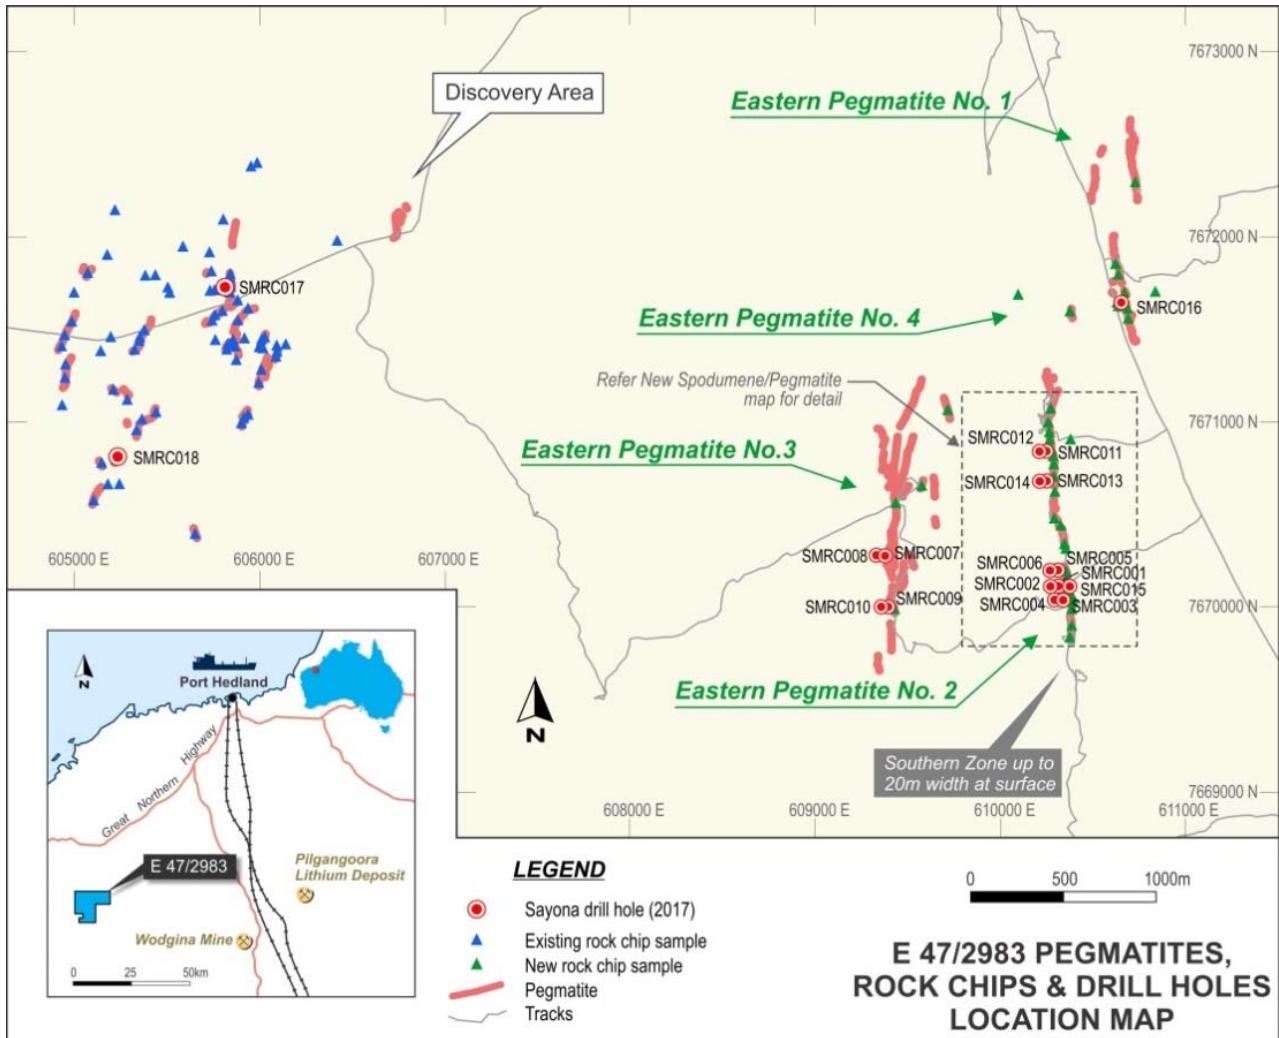 7673000 N
Discovery Area
Eastern Pegmatite No. 1
7672000 N
SMRC017
SMRC016
Eastern Pegmatite No. 4
Refer New Spodumene/Pegmatite
map for detail
7671000 N
SMRC012
SMRC011
Eastern Pegmatite No.3
SMRC018
SMRC014
SMRC013
605000 E
606000 E
607000 E
SMRC008
SMRC007
SMRC006
SMRC005
SMRC001
SMRC002
SMRC015
SMRC010
SMRC009
SMRC004
SMRC003
7670000 N
Eastern Pegmatite No. 2
N
Southern Zone up to
20m width at surface
7669000 N
608000 E
609000 E
610000 E
611000 E
N
Port Hedland
Great Northern Highway
E 47/2983
Pilgangoora
Lithium Deposit
Wodgina Mine
0 25 50km
LEGEND
Sayona drill hole (2017)
Existing rock chip sample
New rock chip sample
Pegmatite
Tracks
0 500 1000m
E 47/2983 PEGMATITES,
ROCK CHIPS & DRILL HOLES
LOCATION MAP